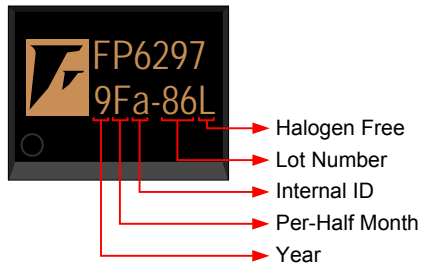 FP6297
9Fa-86L
Halogen Free
Lot Number
Internal ID
Per-Half Month
Year